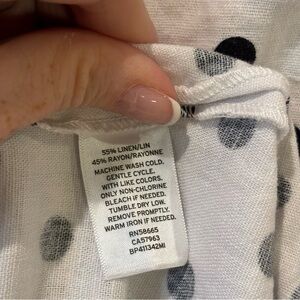 55% LINEN/LIN
45% RAYON/RAYONNE
MACHINE WASH COLD,
GENTLE CYCLE,
WITH LIKE COLORS,
ONLY NON-CHLORINE
BLEACH IF NEEDED.
TUMBLE DRY LOW.
REMOVE PROMPTLY.
WARM IRON IF NEEDED.
RN58665
CA57963
BP411342MI